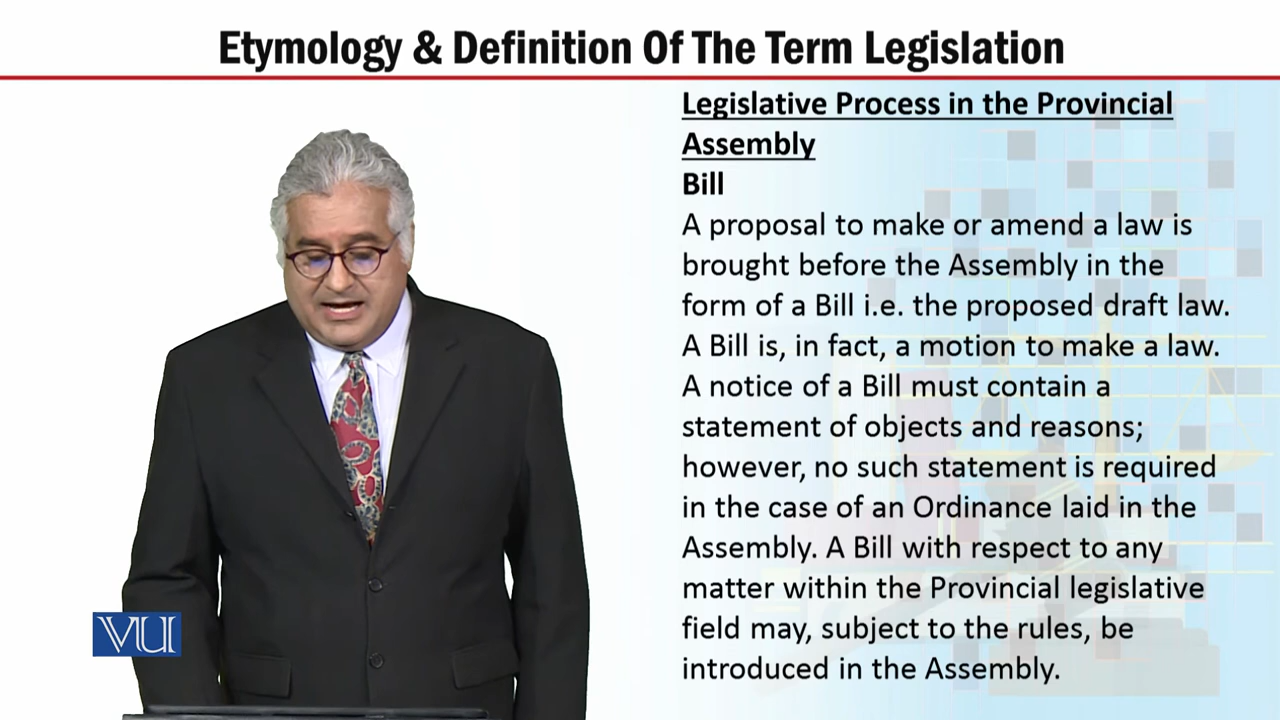 Etymology & Definition Of The Term Legislation
Legislative Process in the Provincial
Assembly
Bill
A proposal to make or amend a law is
brought before the Assembly in the
form of a Bill i.e. the proposed draft law.
A Bill is, in fact, a motion to make a law.
A notice of a Bill must contain a
statement of objects and reasons;
however, no such statement is required
in the case of an Ordinance laid in the
Assembly. A Bill with respect to any
matter within the Provincial legislative
field may, subject to the rules, be
introduced in the Assembly.
VU